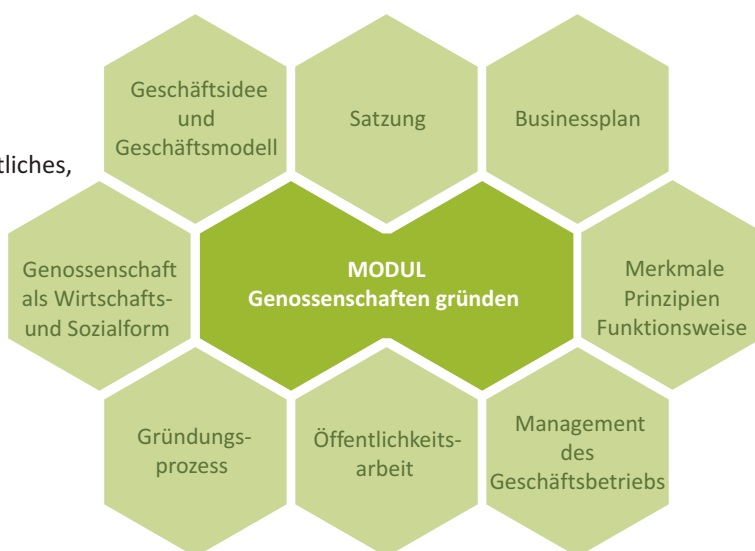 Geschäftsidee
und
Geschäftsmodell
Satzung
Businessplan
tliches,
Genossenschaft
als Wirtschafts-
und Sozialform
MODUL
Genossenschaften gründen
Merkmale
Prinzipien
Funktionsweise
Gründungs-
prozess
Öffentlichkeits-
arbeit
Management
des
Geschäftsbetriebs